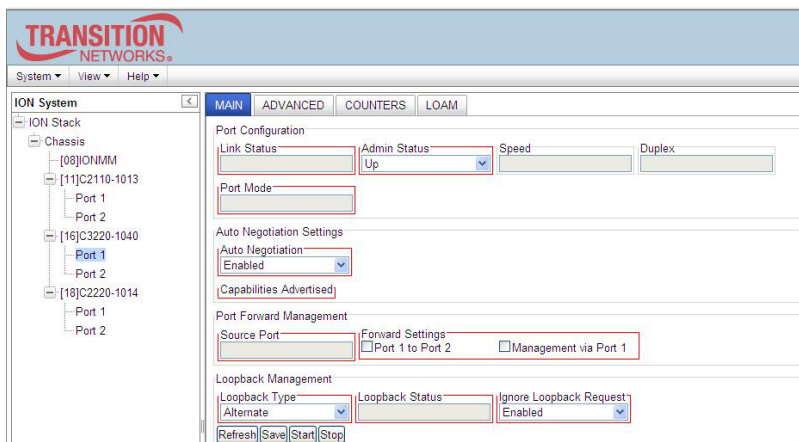 TRANSITION
NETWORKS®
System View Help
ION System
ION Stack
Chassis
[08]IONMM
[11]C2110-1013
Port 1
Port 2
[16]C3220-1040
Port 1
Port 2
[18]C2220-1014
Port 1
Port 2
MAIN ADVANCED COUNTERS LOAM
Port Configuration
Link Status Admin Status Speed Duplex
Up
Port Mode
Auto Negotiation Settings
Auto Negotiation
Enabled
Capabilities Advertised
Port Forward Management
Source Port Forward Settings
Port 1 to Port 2 Management via Port 1
Loopback Management
Loopback Type Loopback Status Ignore Loopback Request
Alternate Enabled
Refresh Save Start Stop